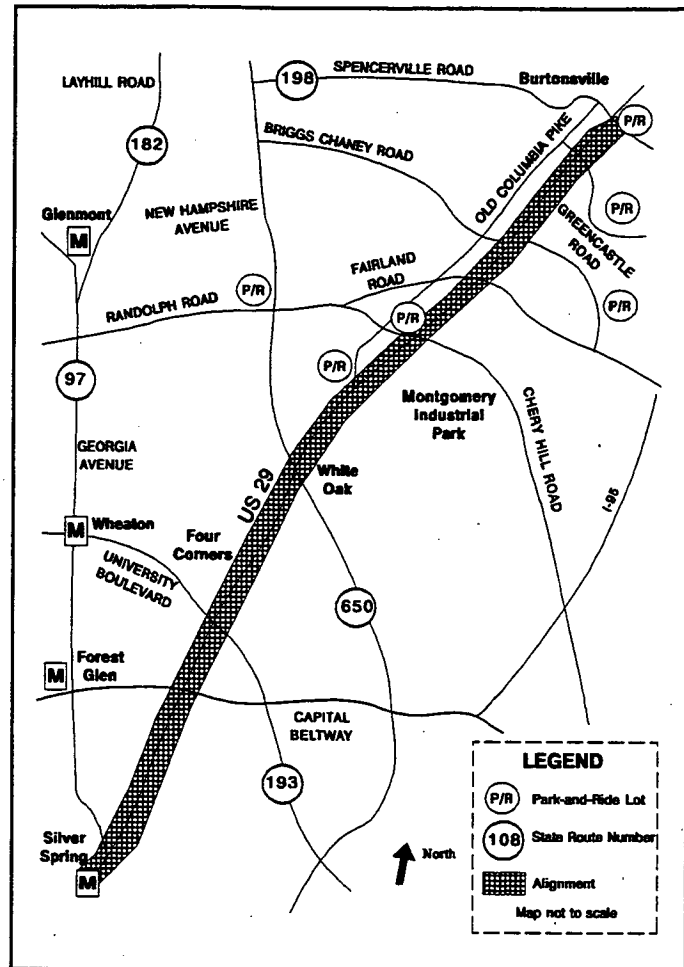 LAYHILL ROAD
198
SPENCERVILLE ROAD
Burtonsville
P/R
182
BRIGGS CHANEY ROAD
OLD COLUMBIA PIKE
Glenmont
M
NEW HAMPSHIRE
AVENUE
P/R
GREENCASTLE
ROAD
FAIRLAND
ROAD
P/R
RANDOLPH ROAD
P/R
P/R
P/R
97
Montgomery
Industrial
Park
CHERY HILL ROAD
I-95
GEORGIA
AVENUE
US 29
White
Oak
M
Wheaton
Four
Corners
UNIVERSITY
BOULEVARD
650
Forest
Glen
M
CAPITAL
BELTWAY
193
Silver
Spring
M
North
LEGEND
P/R Park-and-Ride Lot
108 State Route Number
Alignment
Map not to scale